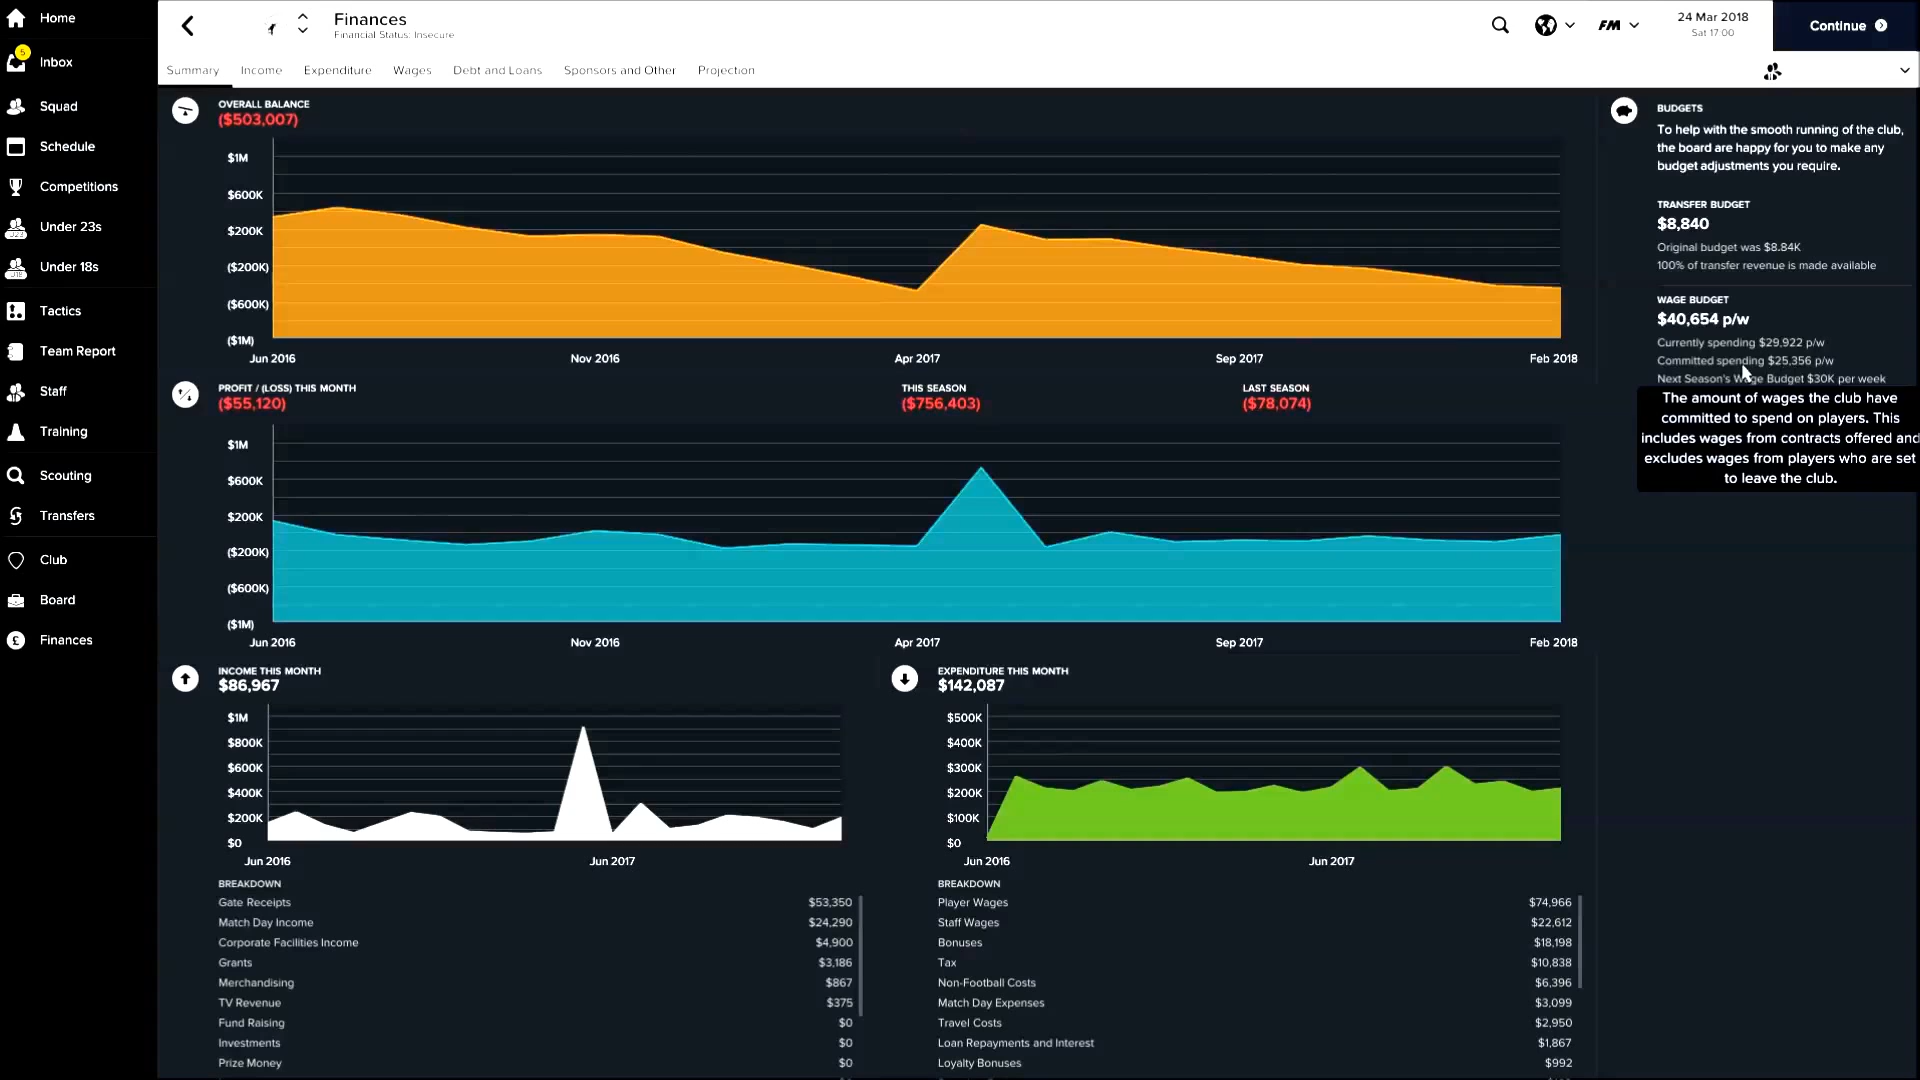 Home
5
Inbox
Squad
Schedule
Competitions
U23
Under 23s
U18
Under 18s
Tactics
Team Report
Staff
Training
Scouting
Transfers
Club
Board
£ Finances
Finances
Financial Status: Insecure
FM
24 Mar 2018
Sat 17 00
Continue
Summary Income Expenditure Wages Debt and Loans Sponsors and Other Projection
OVERALL BALANCE
($503,007)
$1M
$600K
$200K
($200K)
($600K)
($1M)
Jun 2016 Nov 2016 Apr 2017 Sep 2017 Feb 2018
PROFIT / (LOSS) THIS MONTH THIS SEASON LAST SEASON
($55,120) ($756,403) ($78,074)
$1M
$600K
$200K
($200K)
($600K)
($1M)
Jun 2016 Nov 2016 Apr 2017 Sep 2017 Feb 2018
INCOME THIS MONTH
$86,967
$1M
$800K
$600K
$400K
$200K
$0
Jun 2016 Jun 2017
BREAKDOWN
Gate Receipts $53,350
Match Day Income $24,290
Corporate Facilities Income $4,900
Grants $3,186
Merchandising $867
TV Revenue $375
Fund Raising $0
Investments $0
Prize Money $0
EXPENDITURE THIS MONTH
$142,087
$500K
$400K
$300K
$200K
$100K
$0
Jun 2016 Jun 2017
BREAKDOWN
Player Wages $74,966
Staff Wages $22,612
Bonuses $18,198
Tax $10,838
Non-Football Costs $6,396
Match Day Expenses $3,099
Travel Costs $2,950
Loan Repayments and Interest $1,867
Loyalty Bonuses $992
BUDGETS
To help with the smooth running of the club,
the board are happy for you to make any
budget adjustments you require.
TRANSFER BUDGET
$8,840
Original budget was $8.84K
100% of transfer revenue is made available
WAGE BUDGET
$40,654 p/w
Currently spending $29,922 p/w
Committed spending $25,356 p/w
Next Season's Wage Budget $30K per week
The amount of wages the club have
committed to spend on players. This
includes wages from contracts offered and
excludes wages from players who are set
to leave the club.